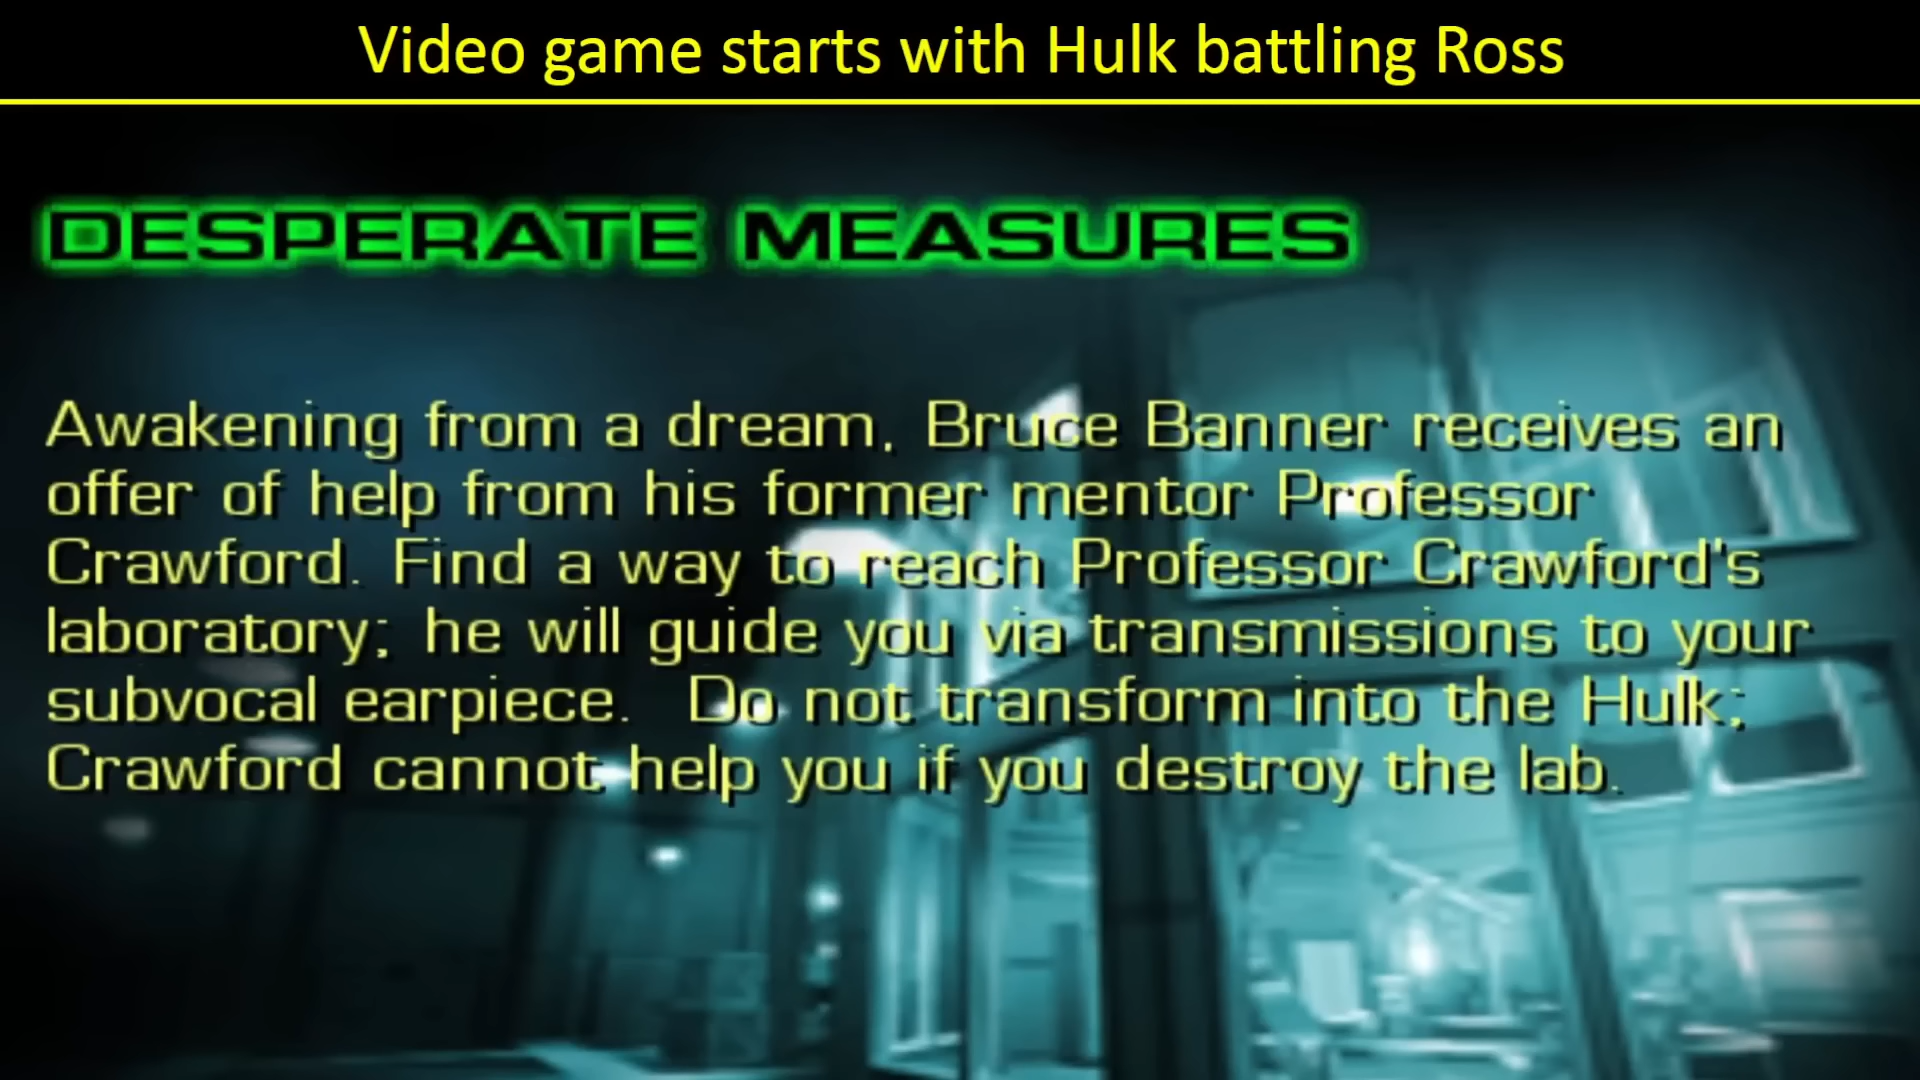 Video game starts with Hulk battling Ross
DESPERATE MEASURES
Awakening from a dream, Bruce Banner receives an
offer of help from his former mentor Professor
Crawford. Find a way to reach Professor Crawford's
laboratory; he will guide you via transmissions to your
subvocal earpiece.  Do not transform into the Hulk;
Crawford cannot help you if you destroy the lab.